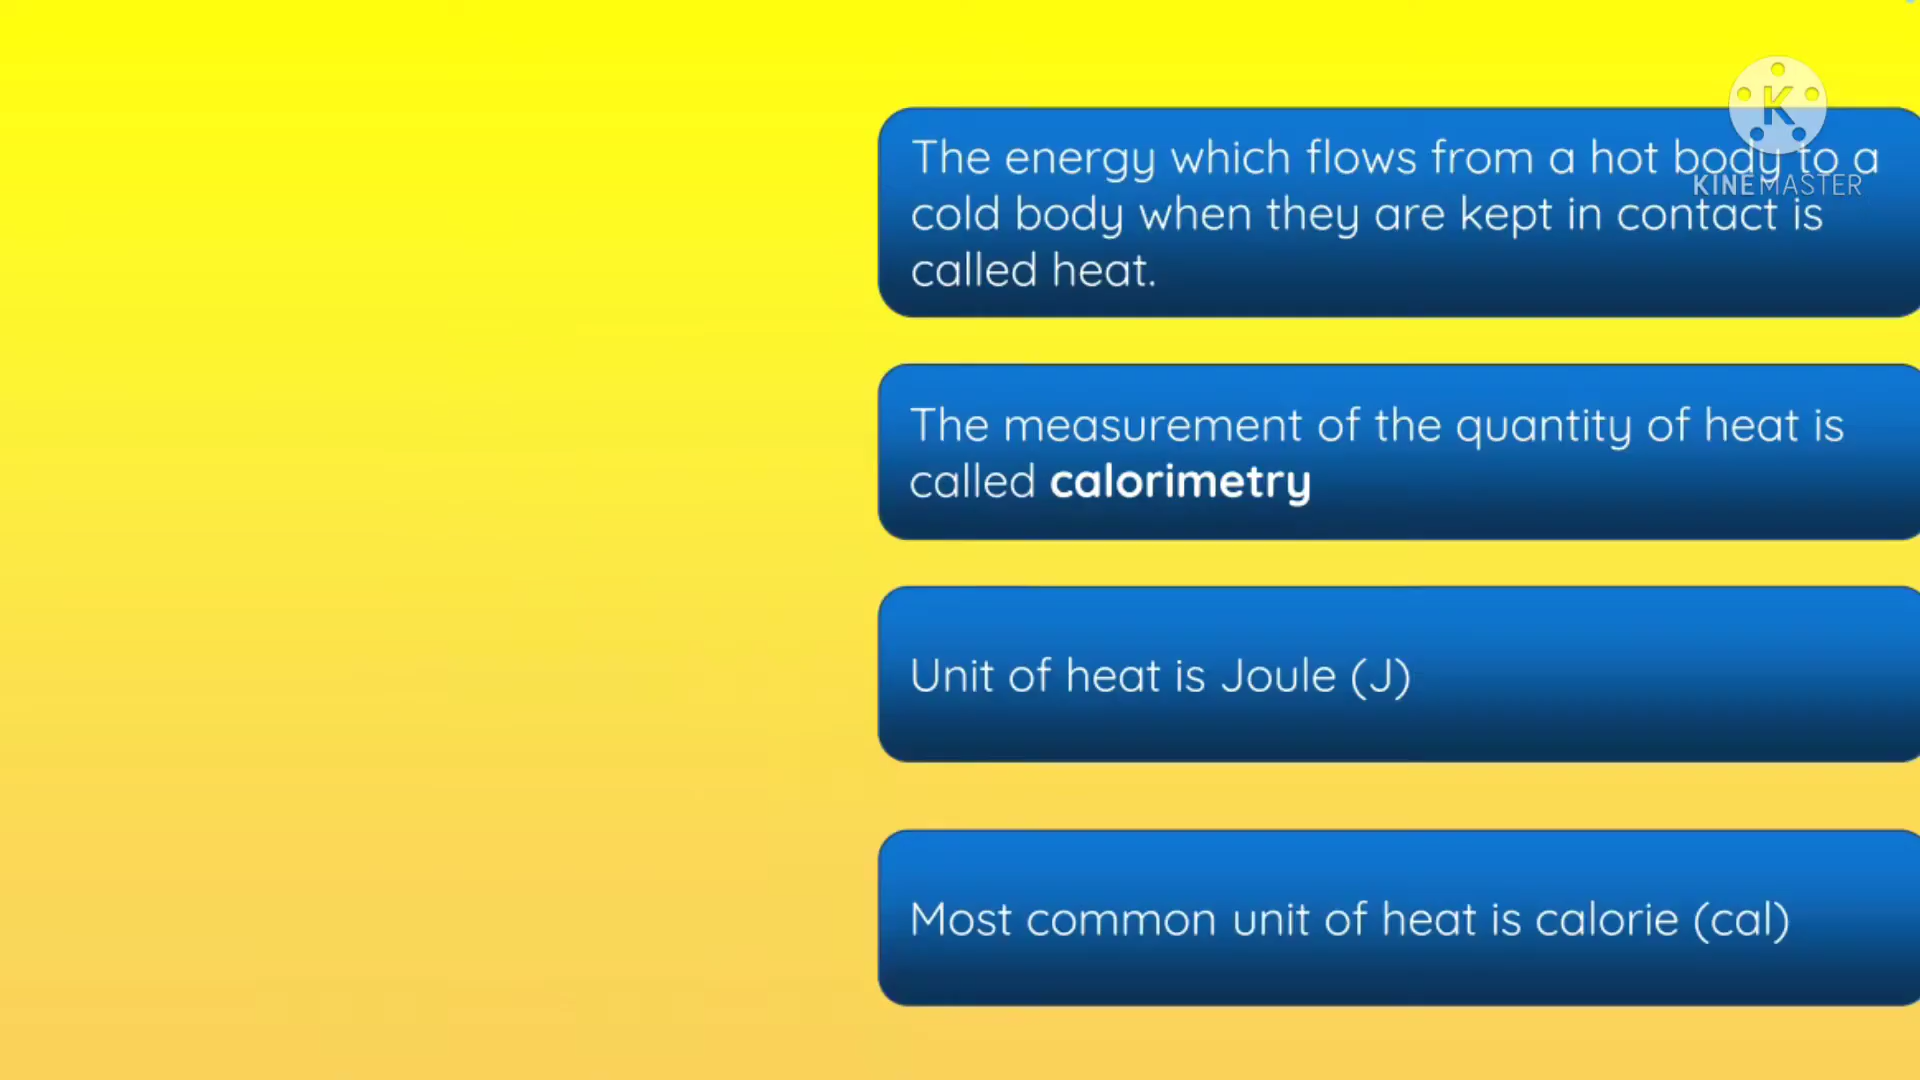 The energy which flows from a hot body to a
cold body when they are kept in contact is
called heat.
The measurement of the quantity of heat is
called calorimetry
Unit of heat is Joule (J)
Most common unit of heat is calorie (cal)
K
KINEMASTER